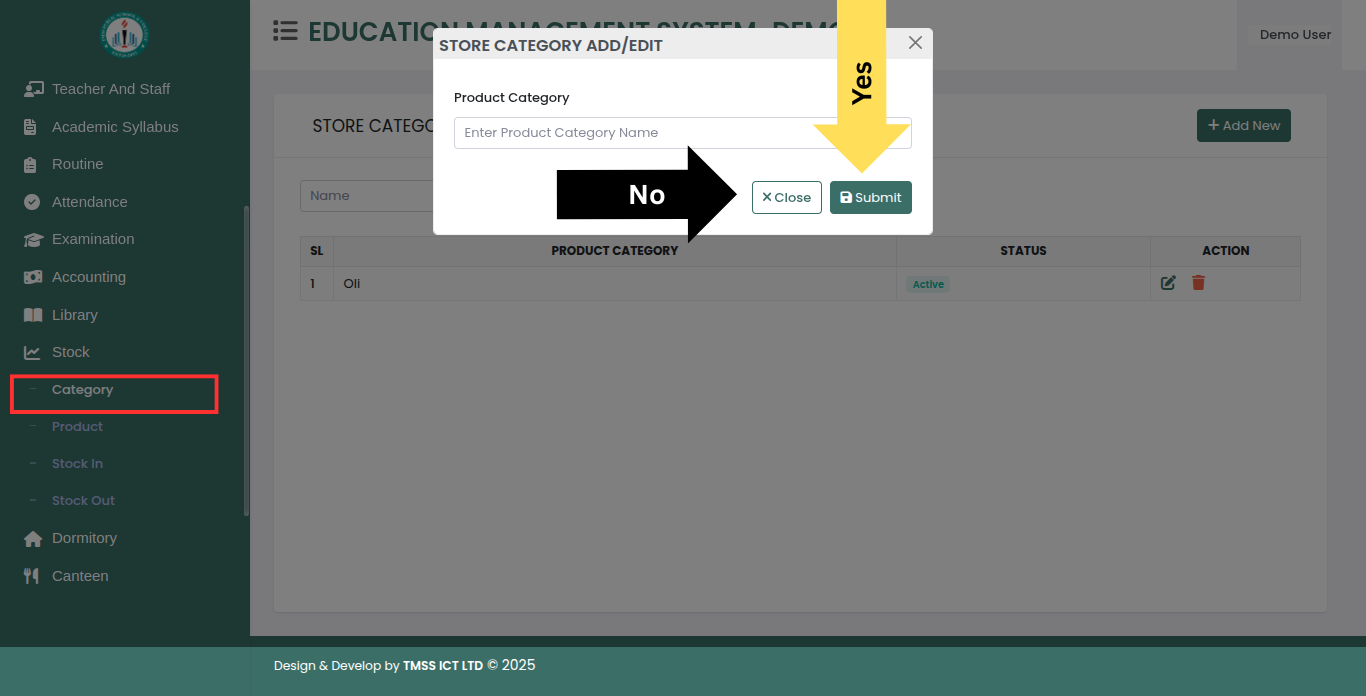 EDUCATION MANAGEMENT SYSTEM- DEMO
Demo User
STORE CATEGORY ADD/EDIT
Yes
Teacher And Staff
Academic Syllabus
Routine
Attendance
Examination
Accounting
Library
Stock
Category
Product
Stock In
Stock Out
Dormitory
Canteen
Product Category
Enter Product Category Name
STORE CATEGO
Add New
No
Close
Submit
Name
SL
PRODUCT CATEGORY
STATUS
ACTION
1
Oli
Active
Design & Develop by TMSS ICT LTD © 2025